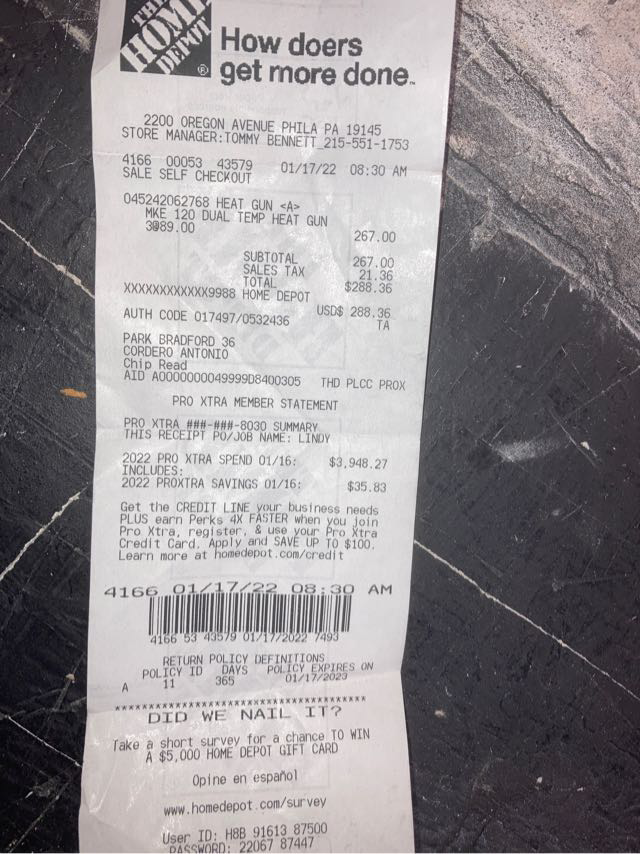 THE
HOME
DEPOT
®
How doers
get more done™
2200 OREGON AVENUE PHILA PA 19145
STORE MANAGER:TOMMY BENNETT 215-551-1753
4166 00053 43579 01/17/22 08:30 AM
SALE SELF CHECKOUT
045242062768 HEAT GUN <A>
MKE 120 DUAL TEMP HEAT GUN
3@89.00 267.00
SUBTOTAL 267.00
SALES TAX 21.36
TOTAL $288.36
XXXXXXXXXXXX9988 HOME DEPOT
USD$ 288.36
AUTH CODE 017497/0532436 TA
PARK BRADFORD 36
CORDERO ANTONIO
Chip Read
AID A0000000049999D8400305 THD PLCC PROX
PRO XTRA MEMBER STATEMENT
PRO XTRA ###-###-8030 SUMMARY
THIS RECEIPT PO/JOB NAME: LINDY
2022 PRO XTRA SPEND 01/16: $3,948.27
INCLUDES:
2022 PROXTRA SAVINGS 01/16: $35.83
Get the CREDIT LINE your business needs
PLUS earn Perks 4X FASTER when you join
Pro Xtra, register, & use your Pro Xtra
Credit Card. Apply and SAVE UP TO $100.
Learn more at homedepot.com/credit
4166 01/17/22 08:30 AM
4166 53 43579 01/17/2022 7493
RETURN POLICY DEFINITIONS
POLICY ID DAYS POLICY EXPIRES ON
A 11 365 01/17/2023
DID WE NAIL IT?
Take a short survey for a chance TO WIN
A $5,000 HOME DEPOT GIFT CARD
Opine en español
www.homedepot.com/survey
User ID: H8B 91613 87500
PASSWORD: 22067 87447